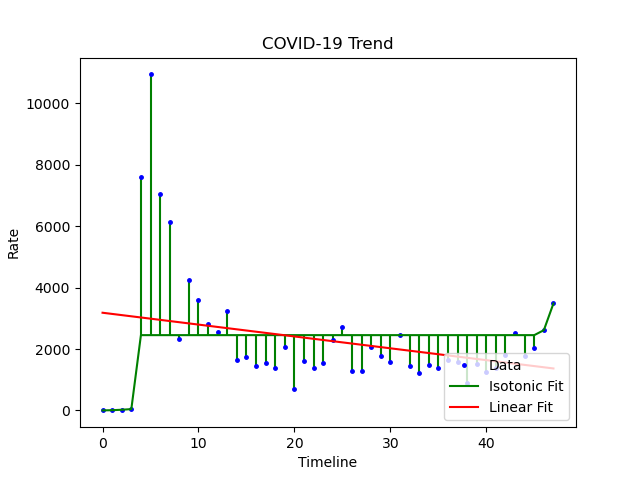 COVID-19 Trend
Rate
10000
8000
6000
4000
2000
0
0 10 20 30 40
Timeline
Data
Isotonic Fit
Linear Fit